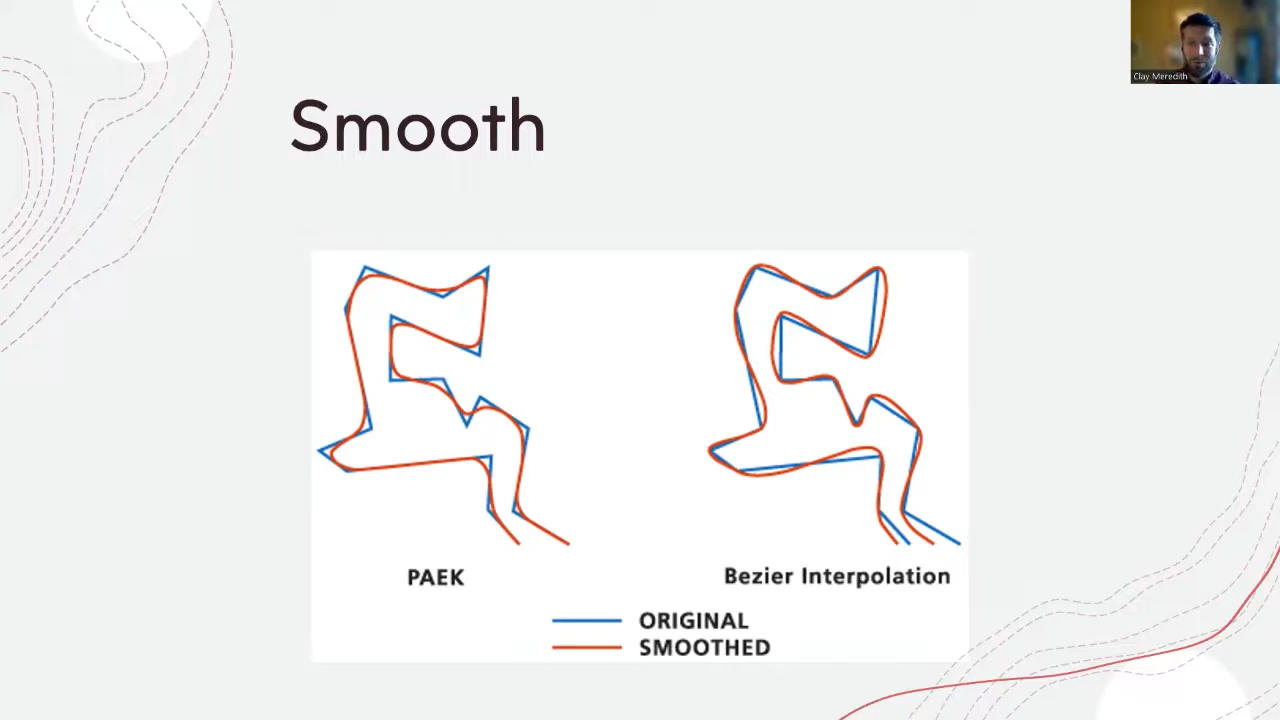 Clay Meredith
Smooth
PAEK
Bezier Interpolation
ORIGINAL
SMOOTHED